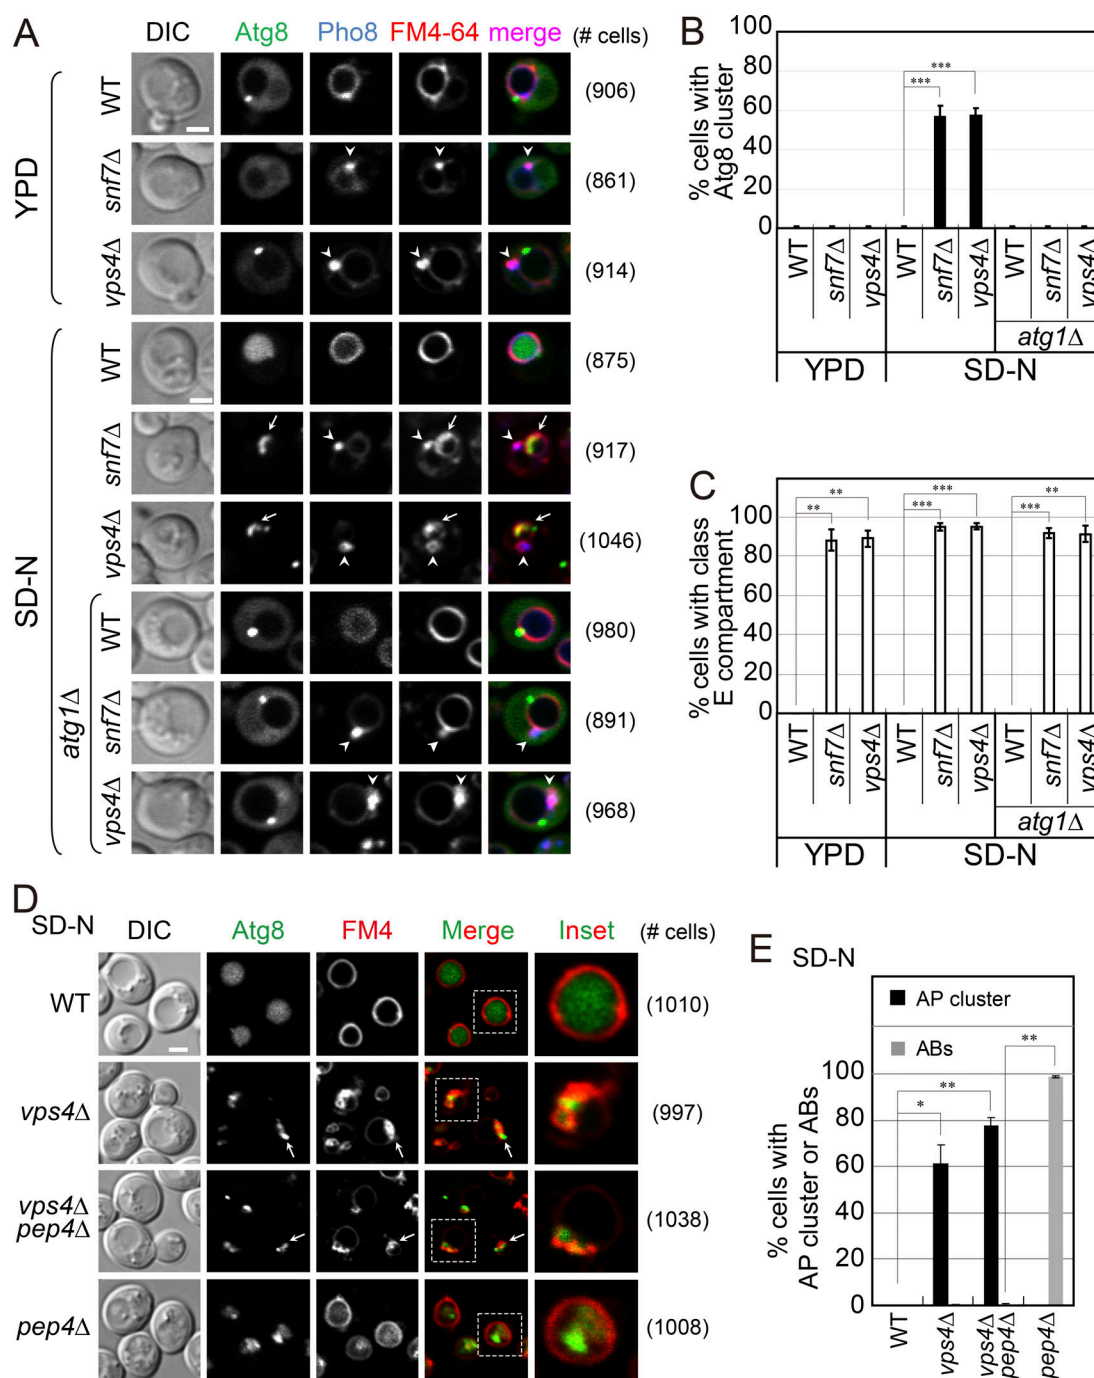 A
DIC Atg8 Pho8 FM4-64 merge (# cells)
YPD
WT (906)
snf7Δ (861)
vps4Δ (914)
SD-N
WT (875)
snf7Δ (917)
vps4Δ (1046)
atg1Δ
WT (980)
snf7Δ (891)
vps4Δ (968)
B
% cells with
Atg8 cluster
100
80
60
40
20
0
*** ***
WT snf7Δ vps4Δ WT snf7Δ vps4Δ WT snf7Δ vps4Δ
atg1Δ
YPD SD-N
C
% cells with class
E compartment
100
80
60
40
20
0
** ** *** *** *** **
WT snf7Δ vps4Δ WT snf7Δ vps4Δ WT snf7Δ vps4Δ
atg1Δ
YPD SD-N
D
SD-N DIC Atg8 FM4 Merge Inset (# cells)
WT (1010)
vps4Δ (997)
vps4Δ
pep4Δ (1038)
pep4Δ (1008)
E SD-N
AP cluster
ABs
% cells with
AP cluster or ABs
100
80
60
40
20
0
* ** **
WT vps4Δ vps4Δ pep4Δ pep4Δ